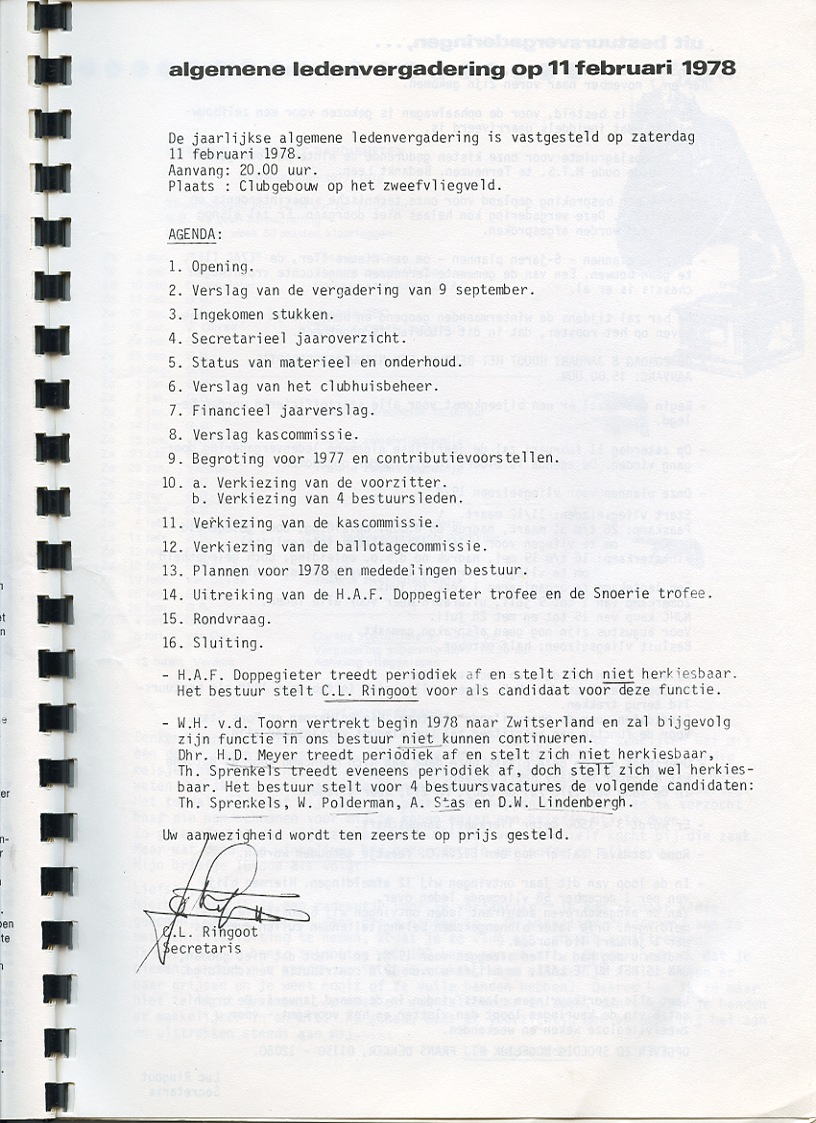 algemene ledenvergadering op 11 februari 1978
De jaarlijkse algemene ledenvergadering is vastgesteld op zaterdag
11 februari 1978.
Aanvang: 20.00 uur.
Plaats : Clubgebouw op het zweefvliegveld.
AGENDA:
1. Opening.
2. Verslag van de vergadering van 9 september.
3. Ingekomen stukken.
4. Secretarieel jaaroverzicht.
5. Status van materieel en onderhoud.
6. Verslag van het clubhuisbeheer.
7. Financieel jaarverslag.
8. Verslag kascommissie.
9. Begroting voor 1977 en contributievoorstellen.
10. a. Verkiezing van de voorzitter.
b. Verkiezing van 4 bestuursleden.
11. Verkiezing van de kascommissie.
12. Verkiezing van de ballotagecommissie.
13. Plannen voor 1978 en mededelingen bestuur.
14. Uitreiking van de H.A.F. Doppegieter trofee en de Snoerie trofee.
15. Rondvraag.
16. Sluiting.
- H.A.F. Doppegieter treedt periodiek af en stelt zich niet herkiesbaar.
Het bestuur stelt C.L. Ringoot voor als candidaat voor deze functie.
- W.H. v.d. Toorn vertrekt begin 1978 naar Zwitserland en zal bijgevolg
zijn functie in ons bestuur niet kunnen continueren.
Dhr. H.D. Meyer treedt periodiek af en stelt zich niet herkiesbaar,
Th. Sprenkels treedt eveneens periodiek af, doch stelt zich wel herkies-
baar. Het bestuur stelt voor 4 bestuursvacatures de volgende candidaten:
Th. Sprenkels, W. Polderman, A. Stas en D.W. Lindenbergh.
Uw aanwezigheid wordt ten zeerste op prijs gesteld.
C.L. Ringoot
Secretaris